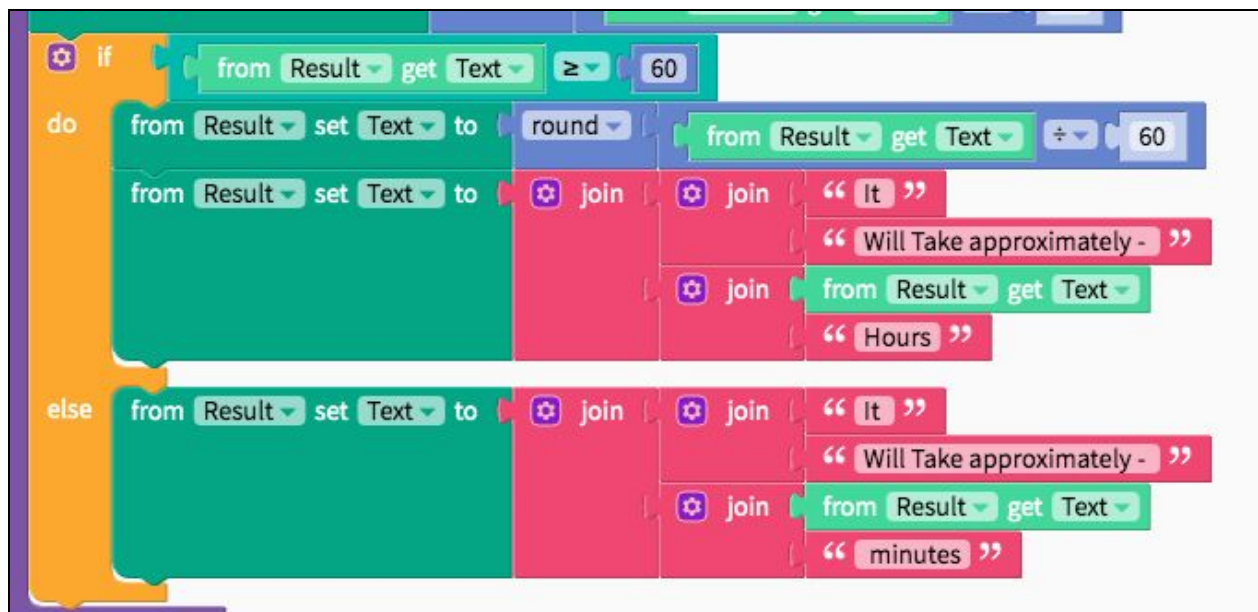 if from Result get Text ≥ 60
do from Result set Text to round from Result get Text ÷ 60
from Result set Text to join join “ It ”
“ Will Take approximately - ”
join from Result get Text
“ Hours ”
else from Result set Text to join join “ It ”
“ Will Take approximately - ”
join from Result get Text
“ minutes ”